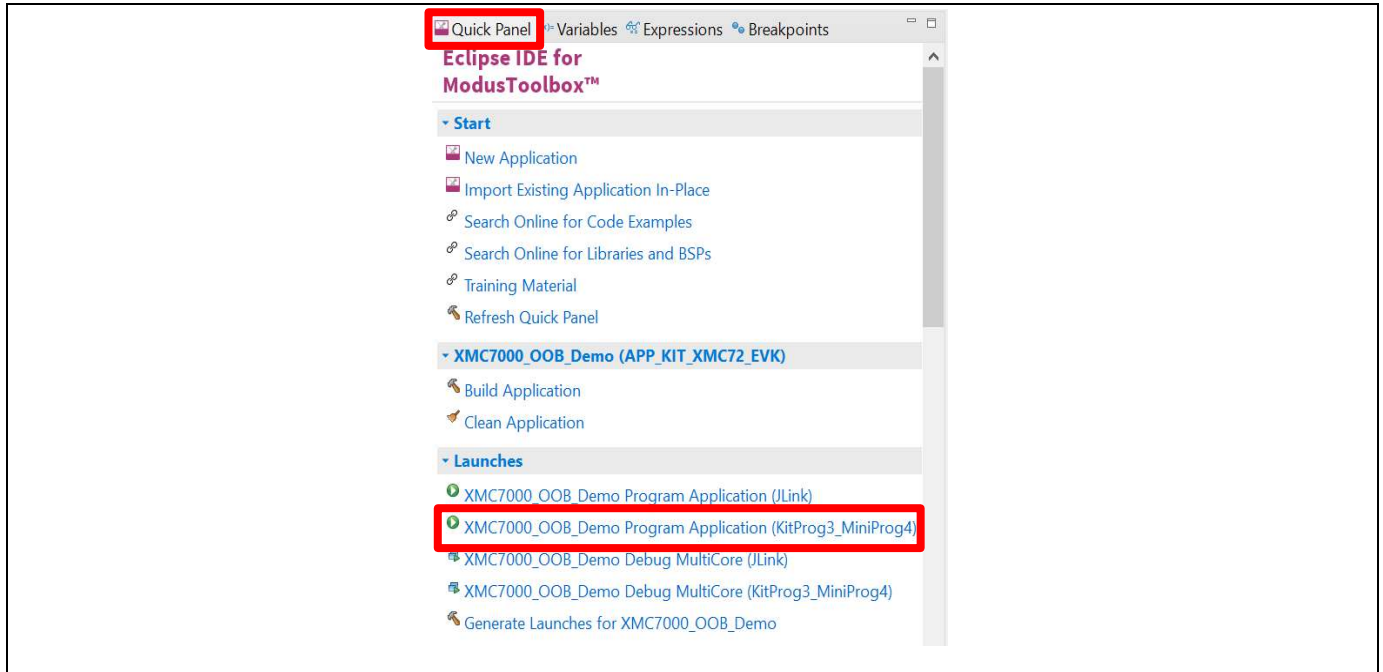 Quick Panel Variables Expressions Breakpoints
Eclipse IDE for
ModusToolbox™
Start
New Application
Import Existing Application In-Place
Search Online for Code Examples
Search Online for Libraries and BSPs
Training Material
Refresh Quick Panel
XMC7000_OOB_Demo (APP_KIT_XMC72_EVK)
Build Application
Clean Application
Launches
XMC7000_OOB_Demo Program Application (JLink)
XMC7000_OOB_Demo Program Application (KitProg3_MiniProg4)
XMC7000_OOB_Demo Debug MultiCore (JLink)
XMC7000_OOB_Demo Debug MultiCore (KitProg3_MiniProg4)
Generate Launches for XMC7000_OOB_Demo